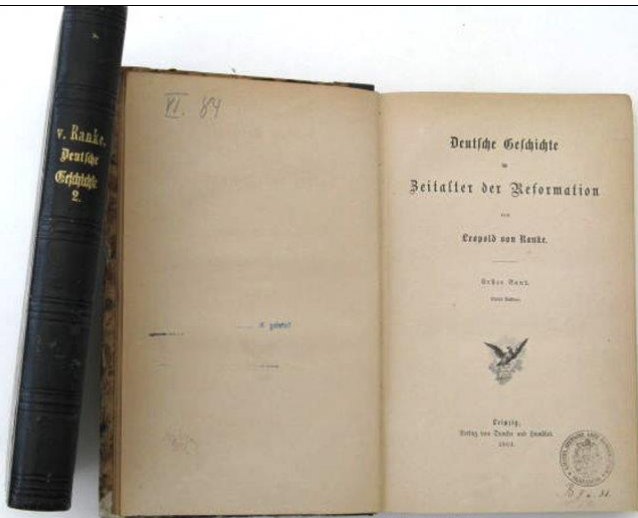 v. Ranke,
Deutsche
Geschichte
2.
VI. 84
Deutsche Geschichte
im
Zeitalter der Reformation
von
Leopold von Ranke.
Erster Band.
Leipzig,
Verlag von Duncker und Humblot.